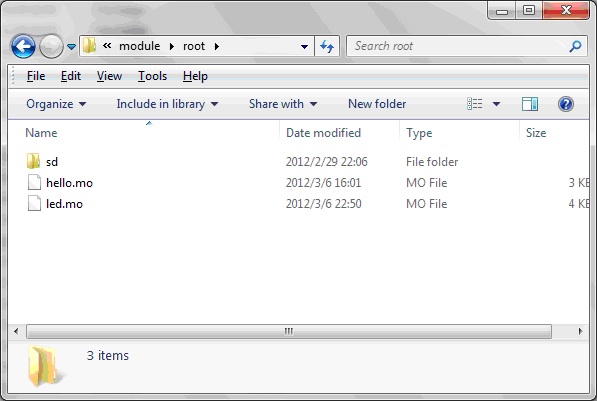 « module ▸ root ▸ Search root
File Edit View Tools Help
Organize Include in library Share with New folder
Name Date modified Type Size
sd 2012/2/29 22:06 File folder
hello.mo 2012/3/6 16:01 MO File 3 KB
led.mo 2012/3/6 22:50 MO File 4 KB
3 items